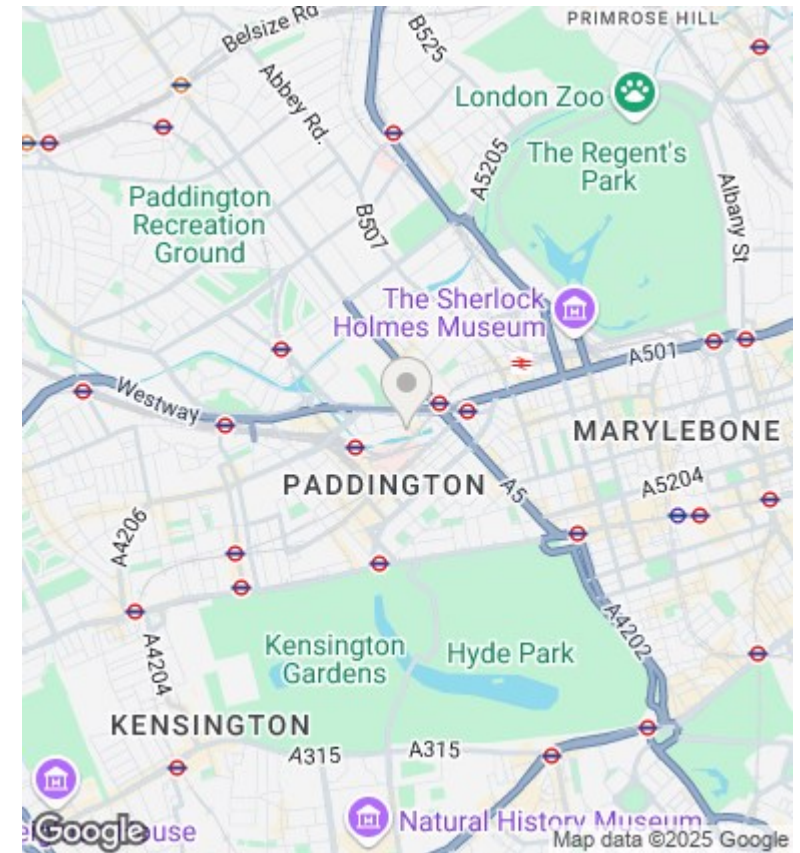 PRIMROSE HILL
Belsize Rd
B525
Abbey Rd.
London Zoo
A5205
The Regent's
Park
Albany St
Paddington
Recreation
Ground
B507
The Sherlock
Holmes Museum
A501
Westway
MARYLEBONE
PADDINGTON
A5
A5204
A4206
A4202
Kensington
Gardens
Hyde Park
A4204
KENSINGTON
A315
A315
Natural History Museum
Google
Map data ©2025 Google